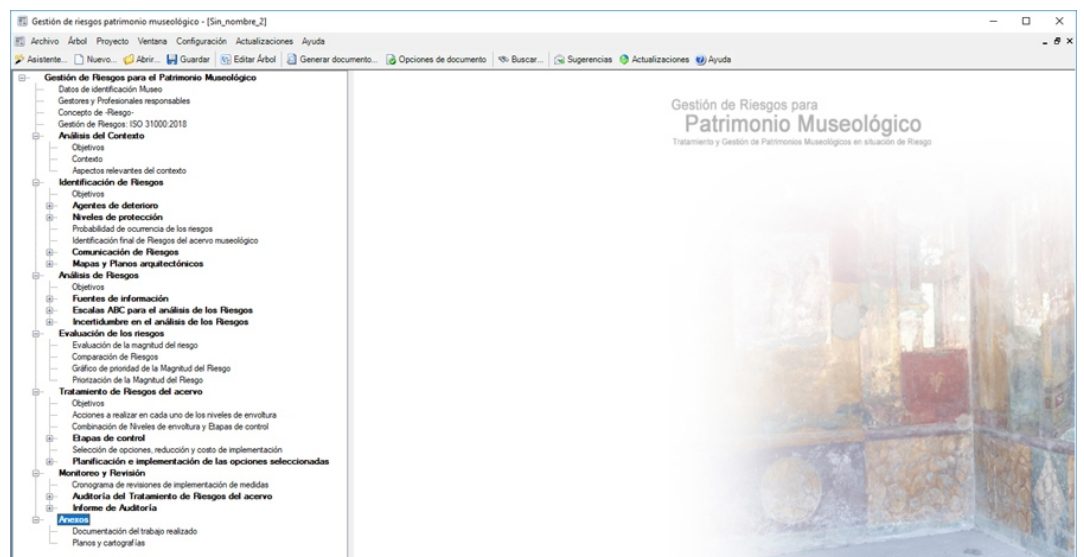 Gestión de riesgos patrimonio museológico - [Sin_nombre_2]
Archivo Árbol Proyecto Ventana Configuración Actualizaciones Ayuda
Asistente... Nuevo... Abrir... Guardar Editar Árbol Generar documento... Opciones de documento Buscar... Sugerencias Actualizaciones Ayuda
Gestión de Riesgos para el Patrimonio Museológico
Datos de identificación Museo
Gestores y Profesionales responsables
Concepto de -Riesgo-
Gestión de Riesgos: ISO 31000:2018
Análisis del Contexto
Objetivos
Contexto
Aspectos relevantes del contexto
Identificación de Riesgos
Objetivos
Agentes de deterioro
Niveles de protección
Probabilidad de ocurrencia de los riesgos
Identificación final de Riesgos del acervo museológico
Comunicación de Riesgos
Mapas y Planos arquitectónicos
Análisis de Riesgos
Objetivos
Fuentes de información
Escalas ABC para el análisis de los Riesgos
Incertidumbre en el análisis de los Riesgos
Evaluación de los riesgos
Evaluación de la magnitud del riesgo
Comparación de Riesgos
Gráfico de prioridad de la Magnitud del Riesgo
Priorización de la Magnitud del Riesgo
Tratamiento de Riesgos del acervo
Objetivos
Acciones a realizar en cada uno de los niveles de envoltura
Combinación de Niveles de envoltura y Etapas de control
Etapas de control
Selección de opciones, reducción y costo de implementación
Planificación e implementación de las opciones seleccionadas
Monitoreo y Revisión
Cronograma de revisiones de implementación de medidas
Auditoría del Tratamiento de Riesgos del acervo
Informe de Auditoría
Anexos
Documentación del trabajo realizado
Planos y cartografías
Gestión de Riesgos para
Patrimonio Museológico
Tratamiento y Gestión de Patrimonios Museológicos en situación de Riesgo